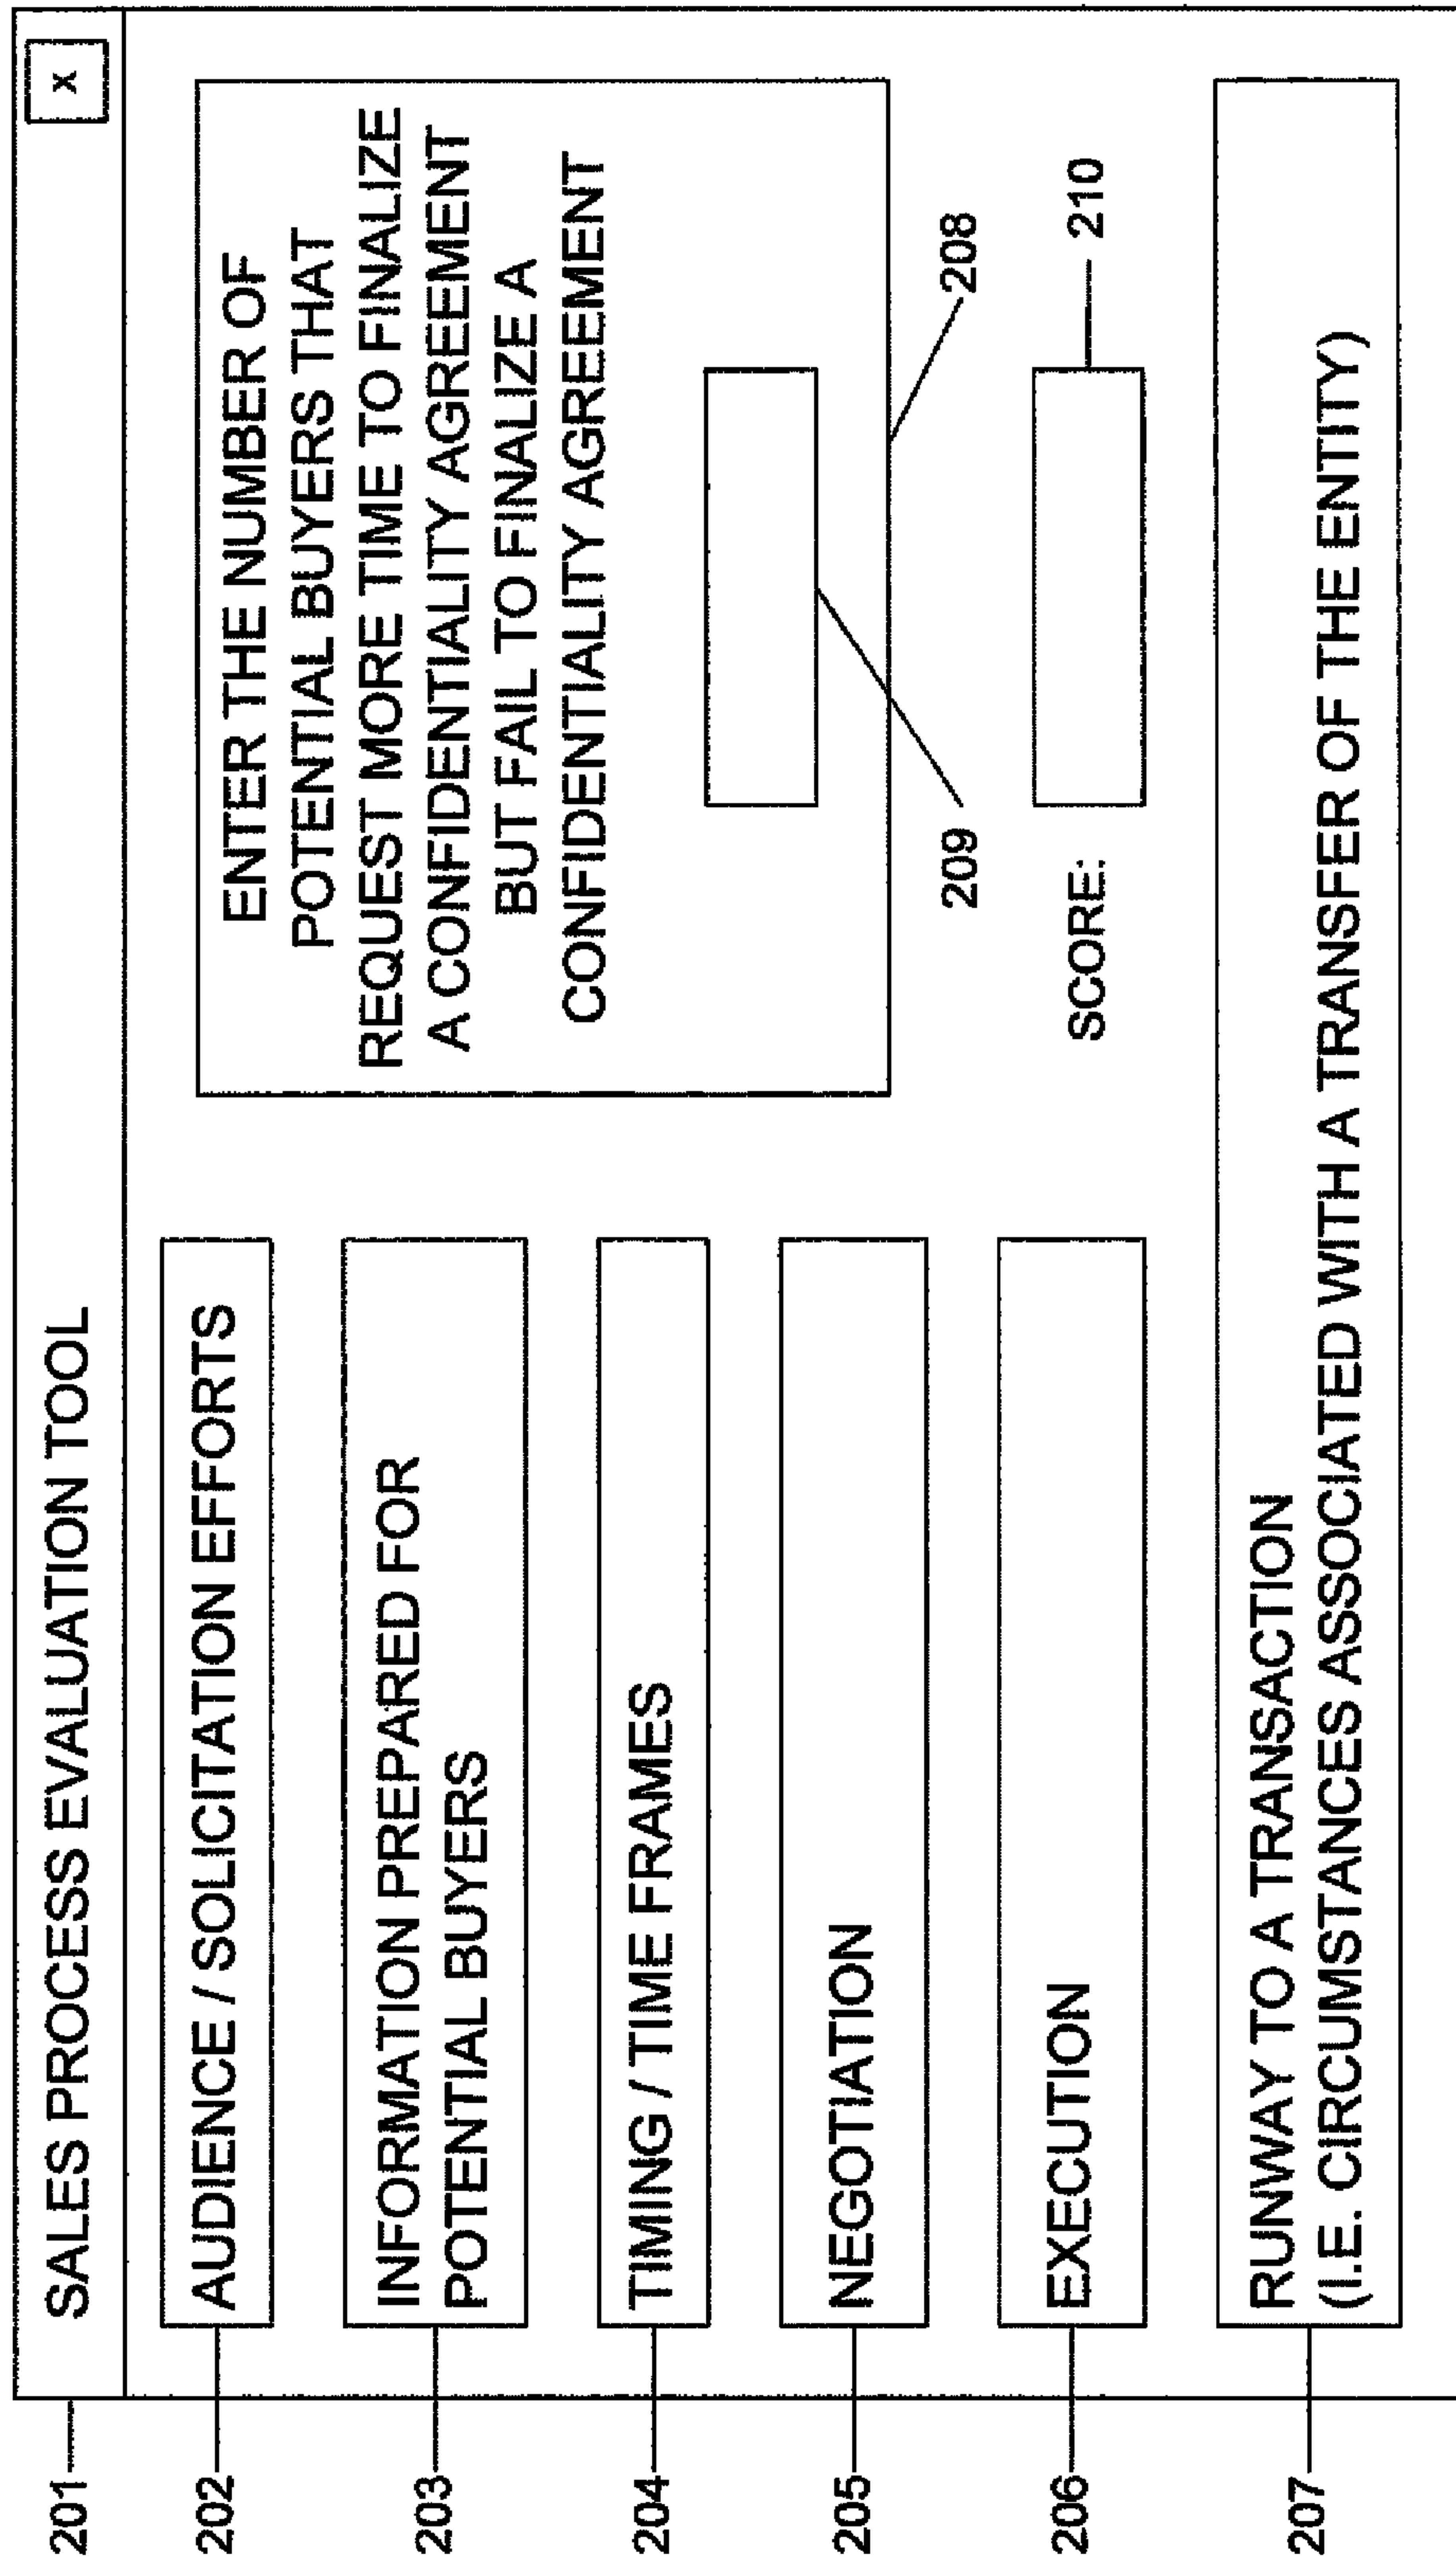 201
SALES PROCESS EVALUATION TOOL
X
202
AUDIENCE / SOLICITATION EFFORTS
203
INFORMATION PREPARED FOR
POTENTIAL BUYERS
204
TIMING / TIME FRAMES
205
NEGOTIATION
206
EXECUTION
ENTER THE NUMBER OF
POTENTIAL BUYERS THAT
REQUEST MORE TIME TO FINALIZE
A CONFIDENTIALITY AGREEMENT
BUT FAIL TO FINALIZE A
CONFIDENTIALITY AGREEMENT
209
208
SCORE:
210
207
RUNWAY TO A TRANSACTION
(I.E. CIRCUMSTANCES ASSOCIATED WITH A TRANSFER OF THE ENTITY)